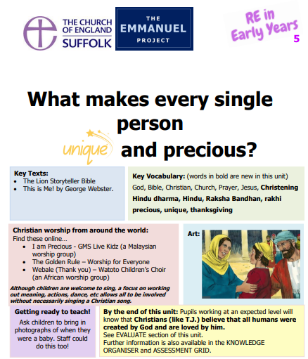 THE CHURCH
OF ENGLAND
SUFFOLK
THE
EMMANUEL
PROJECT
RE in
Early Years
5
What makes every single
person
unique and precious?
Key Texts:
• The Lion Storyteller Bible
• This is Me! by George Webster.
Key Vocabulary: (words in bold are new in this unit)
God, Bible, Christian, Church, Prayer, Jesus, Christening
Hindu dharma, Hindu, Raksha Bandhan, rakhi
precious, unique, thanksgiving
Christian worship from around the world:
Find these online...
• I am Precious - GMS Live Kidz (a Malaysian
worship group)
• The Golden Rule – Worship for Everyone
• Webale (Thank you) – Watoto Children's Choir
(an African worship group)
Although children are welcome to sing, a focus on working
out meaning, actions, dance, etc allows all to be involved
without necessarily singing a Christian song.
Art:
Getting ready to teach!
Ask children to bring in
photographs of when they
were a baby. Staff could
do this too!
By the end of this unit: Pupils working at an expected level will
know that Christians (like T.J.) believe that all humans were
created by God and are loved by him.
See EVALUATE section of this unit.
Further information is also available in the KNOWLEDGE
ORGANISER and ASSESSMENT GRID.